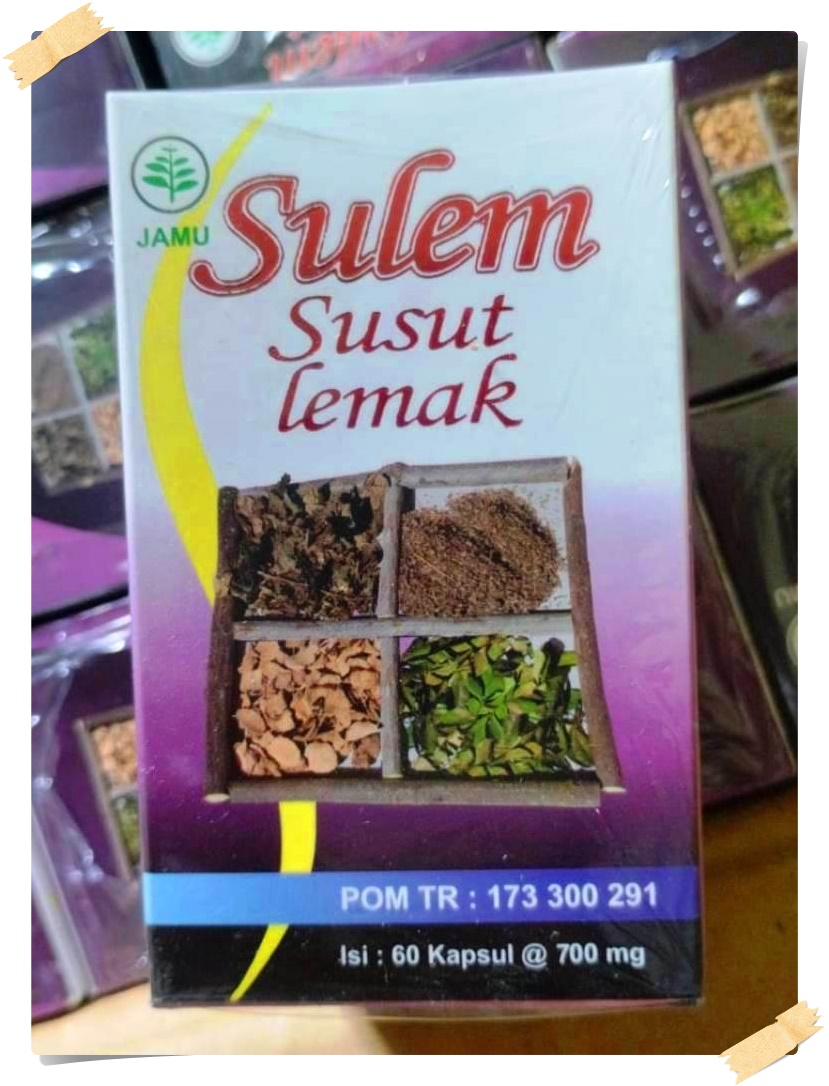 JAMU
Sulem
Susut
lemak
POM TR : 173 300 291
Isi : 60 Kapsul @ 700 mg